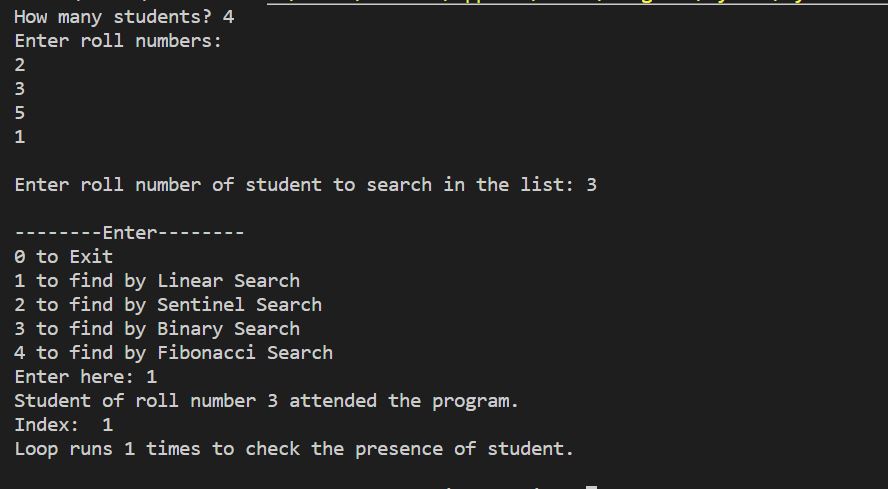 How many students? 4
Enter roll numbers:
2
3
5
1
Enter roll number of student to search in the list: 3
--------Enter--------
0 to Exit
1 to find by Linear Search
2 to find by Sentinel Search
3 to find by Binary Search
4 to find by Fibonacci Search
Enter here: 1
Student of roll number 3 attended the program.
Index:  1
Loop runs 1 times to check the presence of student.